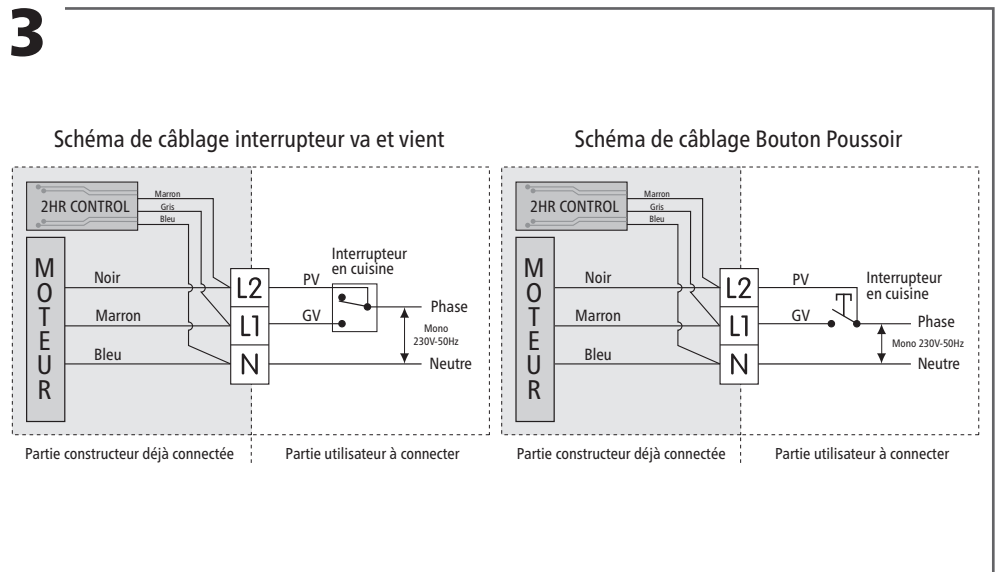 3
Schéma de câblage interrupteur va et vient
2HR CONTROL
Marron
Gris
Bleu
MOTEUR
Noir
Marron
Bleu
L2
L1
N
PV
GV
Interrupteur
en cuisine
Phase
Mono
230V-50Hz
Neutre
Partie constructeur déjà connectée
Partie utilisateur à connecter
Schéma de câblage Bouton Poussoir
2HR CONTROL
Marron
Gris
Bleu
MOTEUR
Noir
Marron
Bleu
L2
L1
N
PV
GV
Interrupteur
en cuisine
Phase
Mono 230V-50Hz
Neutre
Partie constructeur déjà connectée
Partie utilisateur à connecter